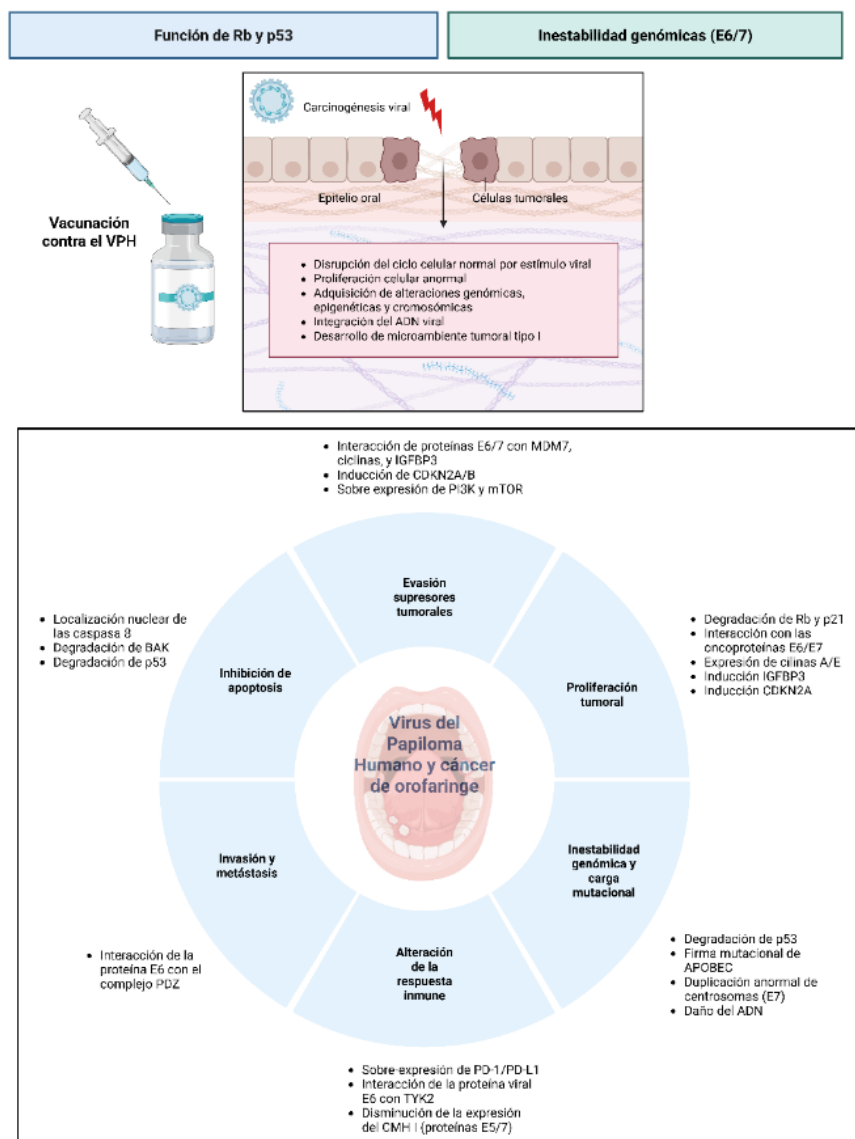 Función de Rb y p53
Inestabilidad genómicas (E6/7)
Carcinogénesis viral
Epitelio oral
Células tumorales
Vacunación
contra el VPH
• Disrupción del ciclo celular normal por estímulo viral
• Proliferación celular anormal
• Adquisición de alteraciones genómicas,
epigenéticas y cromosómicas
• Integración del ADN viral
• Desarrollo de microambiente tumoral tipo I
• Interacción de proteínas E6/7 con MDM7,
ciclinas, y IGFBP3
• Inducción de CDKN2A/B
• Sobre expresión de PI3K y mTOR
Evasión
supresores
tumorales
• Localización nuclear de
las caspasa 8
• Degradación de BAK
• Degradación de p53
Inhibición de
apoptosis
• Degradación de Rb y p21
• Interacción con las
oncoproteínas E6/E7
• Expresión de cilinas A/E
• Inducción IGFBP3
• Inducción CDKN2A
Proliferación
tumoral
Virus del
Papiloma
Humano y cáncer
de orofaringe
Invasión y
metástasis
Inestabilidad
genómica y
carga
mutacional
• Interacción de la
proteína E6 con el
complejo PDZ
Alteración
de la
respuesta
inmune
• Degradación de p53
• Firma mutacional de
APOBEC
• Duplicación anormal de
centrosomas (E7)
• Daño del ADN
• Sobre-expresión de PD-1/PD-L1
• Interacción de la proteína viral
E6 con TYK2
• Disminución de la expresión
del CMH I (proteínas E5/7)